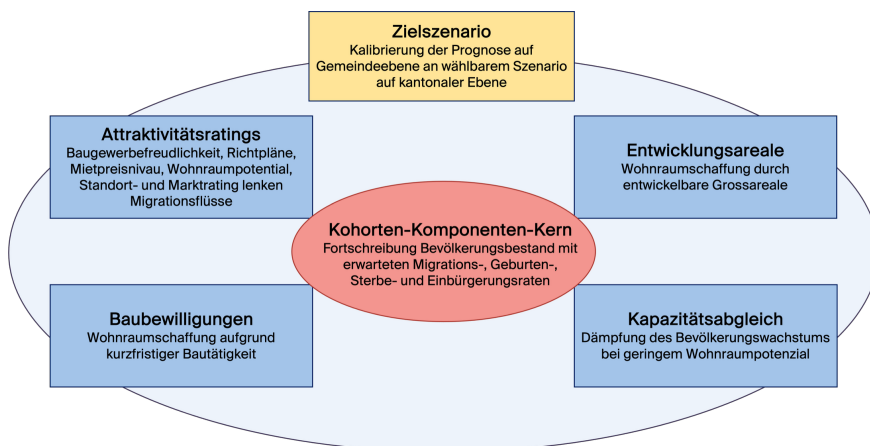 Zielszenario
Kalibrierung der Prognose auf
Gemeindeebene an wählbarem Szenario
auf kantonaler Ebene
Attraktivitätsratings
Baugewerbefreudlichkeit, Richtpläne,
Mietpreisnivau, Wohnraumpotential,
Standort- und Marktrating lenken
Migrationsflüsse
Entwicklungsareale
Wohnraumschaffung durch
entwickelbare Grossareale
Kohorten-Komponenten-Kern
Fortschreibung Bevölkerungsbestand mit
erwarteten Migrations-, Geburten-,
Sterbe- und Einbürgerungsraten
Baubewilligungen
Wohnraumschaffung aufgrund
kurzfristiger Bautätigkeit
Kapazitätsabgleich
Dämpfung des Bevölkerungswachstums
bei geringem Wohnraumpotenzial